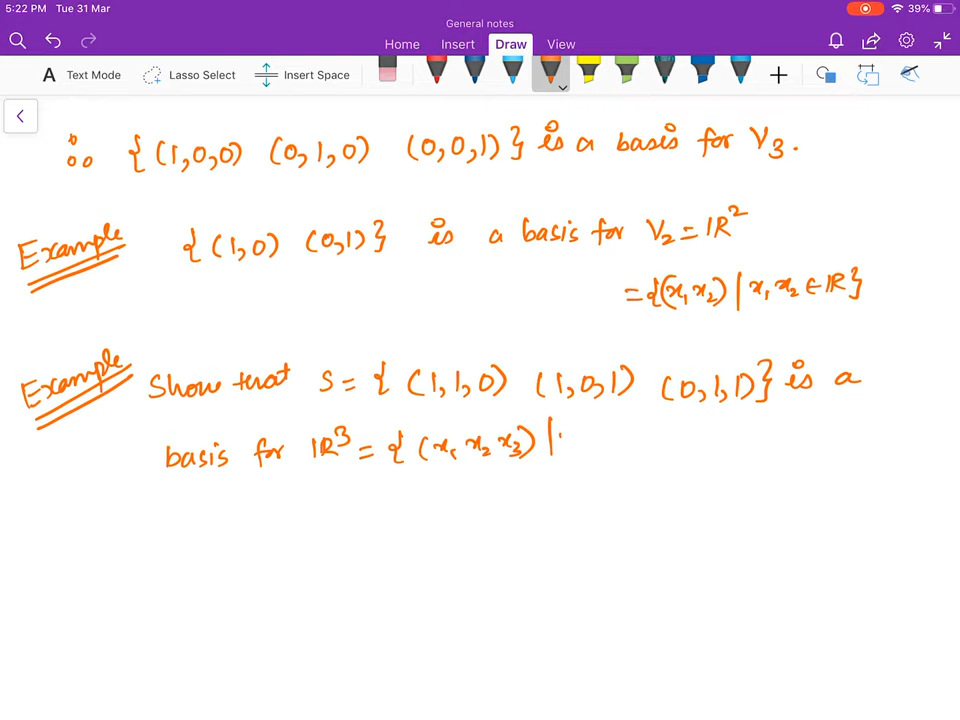 5:22 PM Tue 31 Mar
39%
General notes
Home Insert Draw View
A Text Mode Lasso Select Insert Space
∴ {(1,0,0) (0,1,0) (0,0,1)} is a basis for V₃.
Example {(1,0) (0,1)} is a basis for V₂ = ℝ²
= {(x₁ x₂) | x₁ x₂ ∈ ℝ}
Example Show that S = { (1,1,0) (1,0,1) (0,1,1)} is a
basis for ℝ³ = { (x₁ x₂ x₃) |